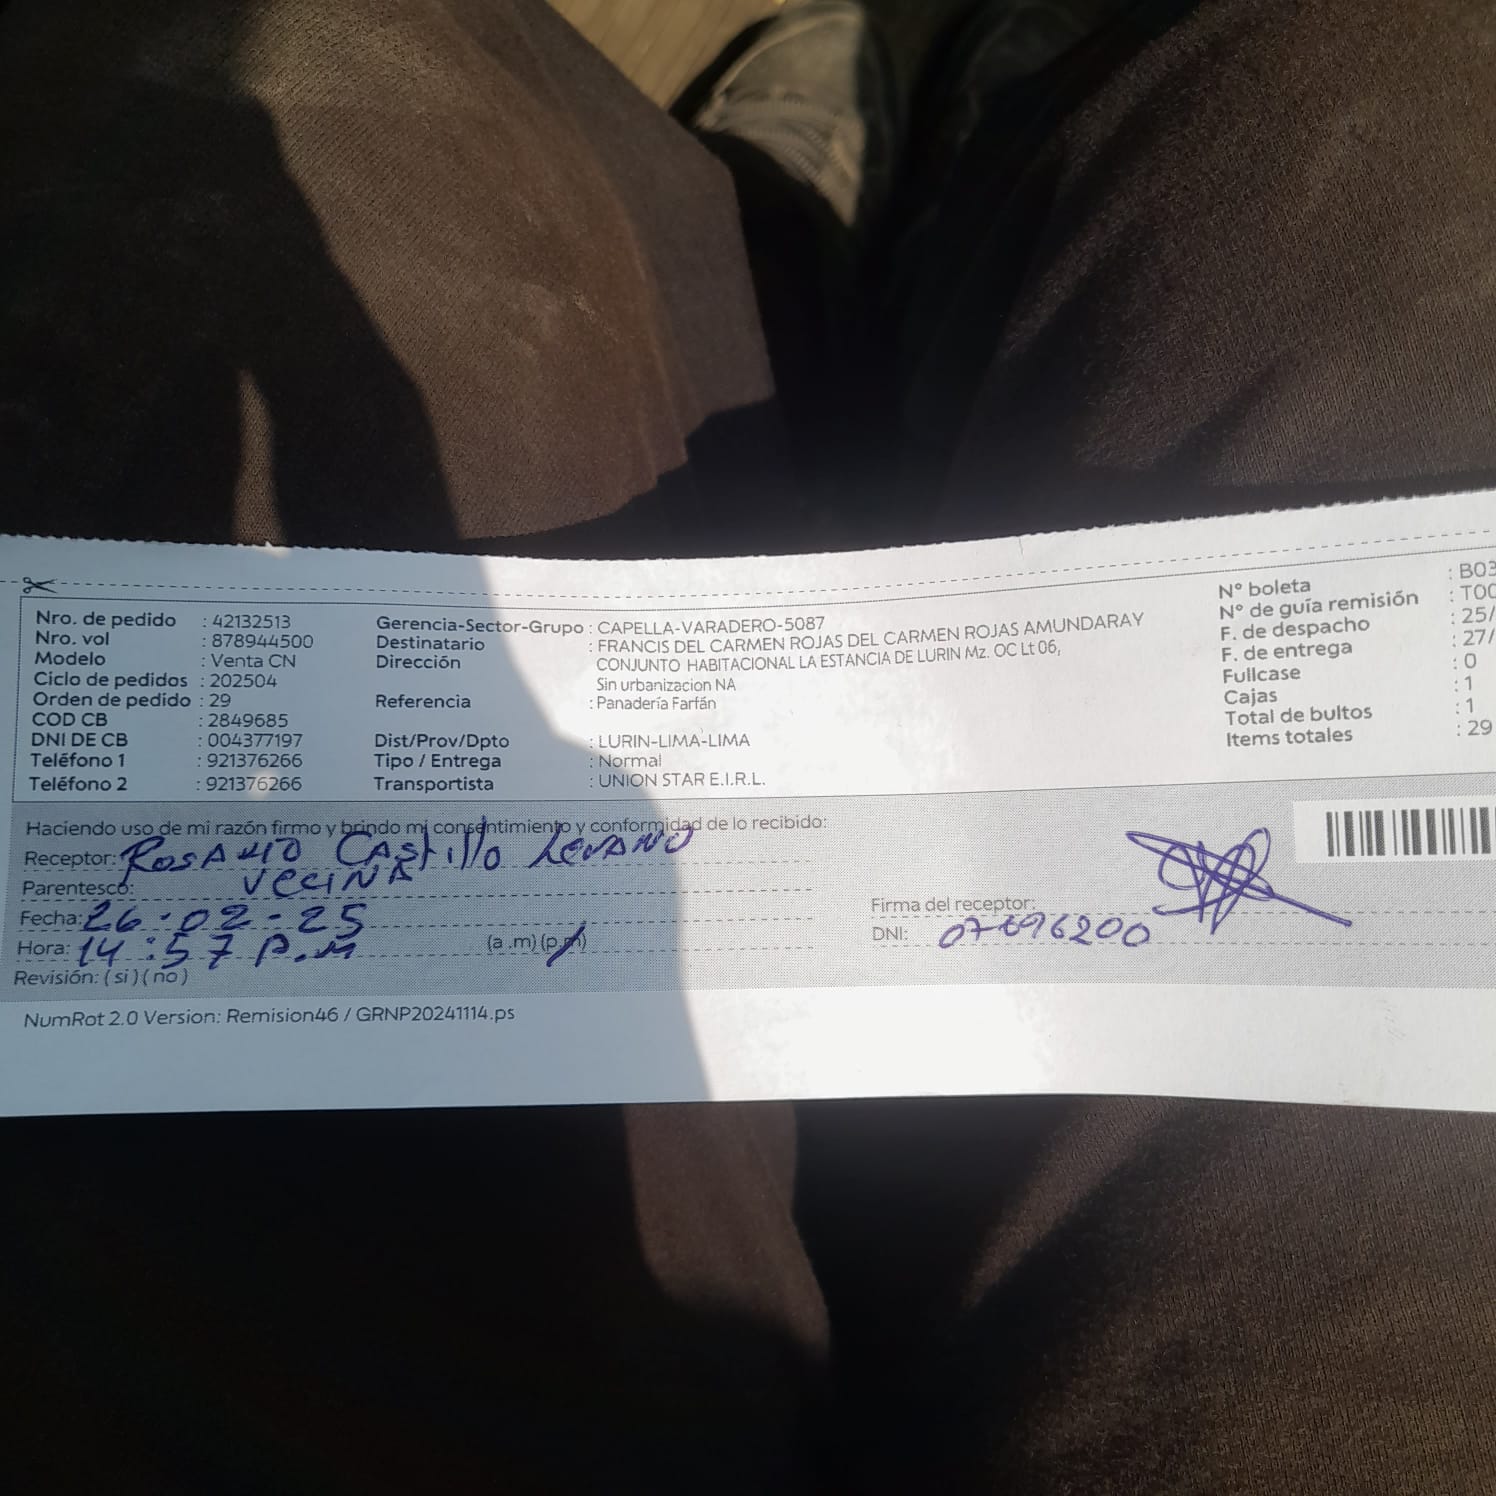 Nro. de pedido : 42132513
Nro. vol : 878944500
Modelo : Venta CN
Ciclo de pedidos : 202504
Orden de pedido : 29
COD CB : 2849685
DNI DE CB : 004377197
Teléfono 1 : 921376266
Teléfono 2 : 921376266
Gerencia-Sector-Grupo : CAPELLA-VARADERO-5087
Destinatario : FRANCIS DEL CARMEN ROJAS DEL CARMEN ROJAS AMUNDARAY
Dirección CONJUNTO HABITACIONAL LA ESTANCIA DE LURIN Mz. OC Lt 06,
Sin urbanizacion NA
Referencia : Panadería Farfán
Dist/Prov/Dpto : LURIN-LIMA-LIMA
Tipo / Entrega : Normal
Transportista : UNION STAR E.I.R.L.
N° boleta : B03
N° de guía remisión : T00
F. de despacho : 25/
F. de entrega : 27/
Fullcase : 0
Cajas : 1
Total de bultos : 1
Items totales : 29
Haciendo uso de mi razón firmo y brindo mi consentimiento y conformidad de lo recibido:
Receptor: ROSARIO CAStillo LEVANO
Parentesco: VECINA
Fecha: 26-02-25
Hora: 14:57 P.M (a .m) (p.m)
Revisión: ( si ) ( no )
Firma del receptor:
DNI:
NumRot 2.0 Version: Remision46 / GRNP20241114.ps